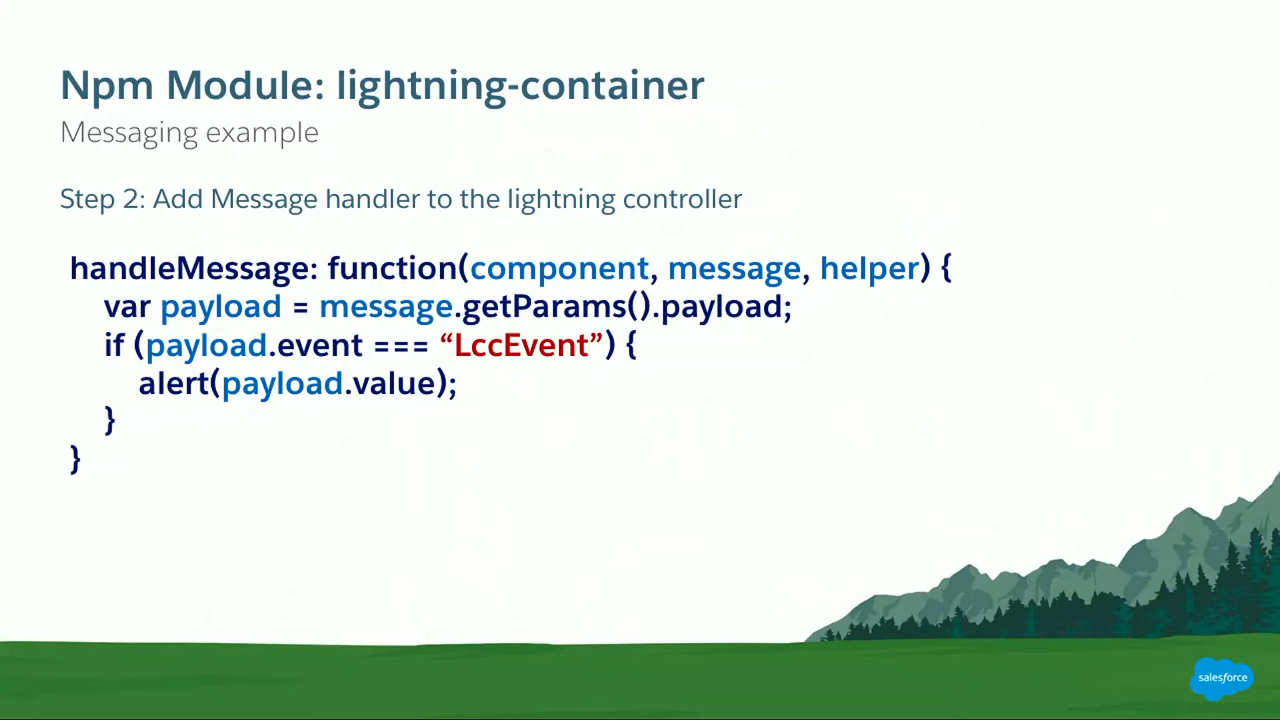 Npm Module: lightning-container
Messaging example
Step 2: Add Message handler to the lightning controller
handleMessage: function(component, message, helper) {
var payload = message.getParams().payload;
if (payload.event === “LccEvent”) {
alert(payload.value);
}
}
salesforce